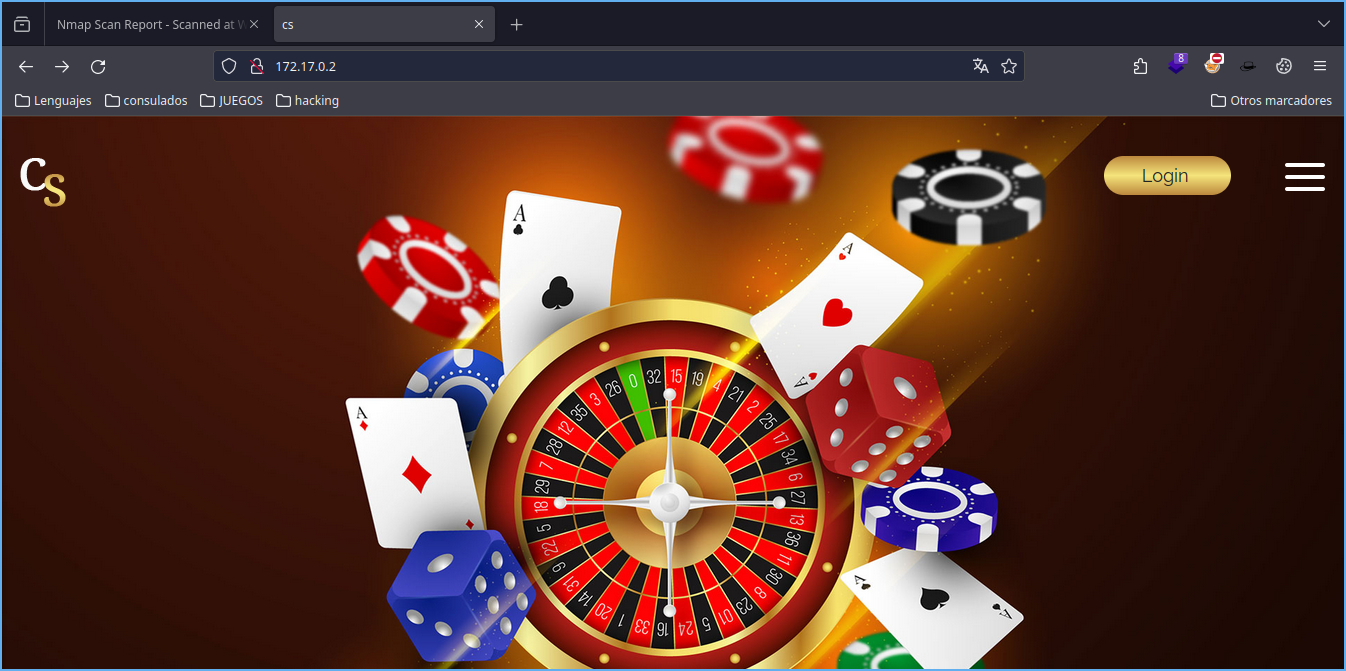 Nmap Scan Report - Scanned at W
cs
172.17.0.2
8
Lenguajes
consulados
JUEGOS
hacking
Otros marcadores
CS
Login
A
A
A
A
A
A
A
26 0 32 15 19 4 21 2 25 17 34 6 27 13 36 11 30 8 23 10 5 24 16 33 1 20 14 31 9 22 5 18 29 7 28 12 35 3